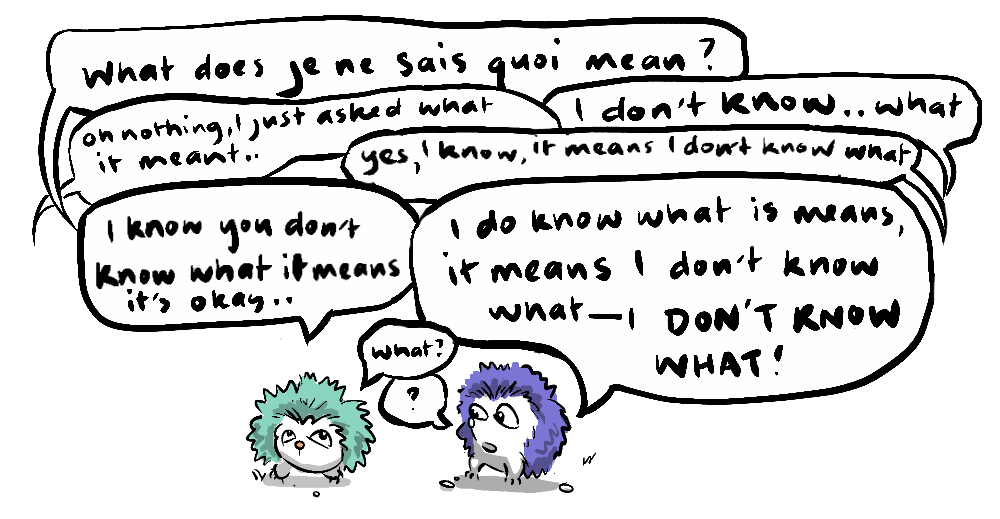 What does je ne sais quoi mean?
I don't know.. what
oh nothing, I just asked what
it meant..
yes, I know, it means I don't know what
I know you don't
know what it means
it's okay..
I do know what is means,
it means I don't know
what—I DON'T KNOW
WHAT!
what?
?